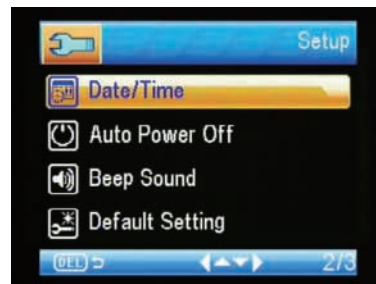 Setup
Date/Time
Auto Power Off
Beep Sound
Default Setting
DEL 2/3